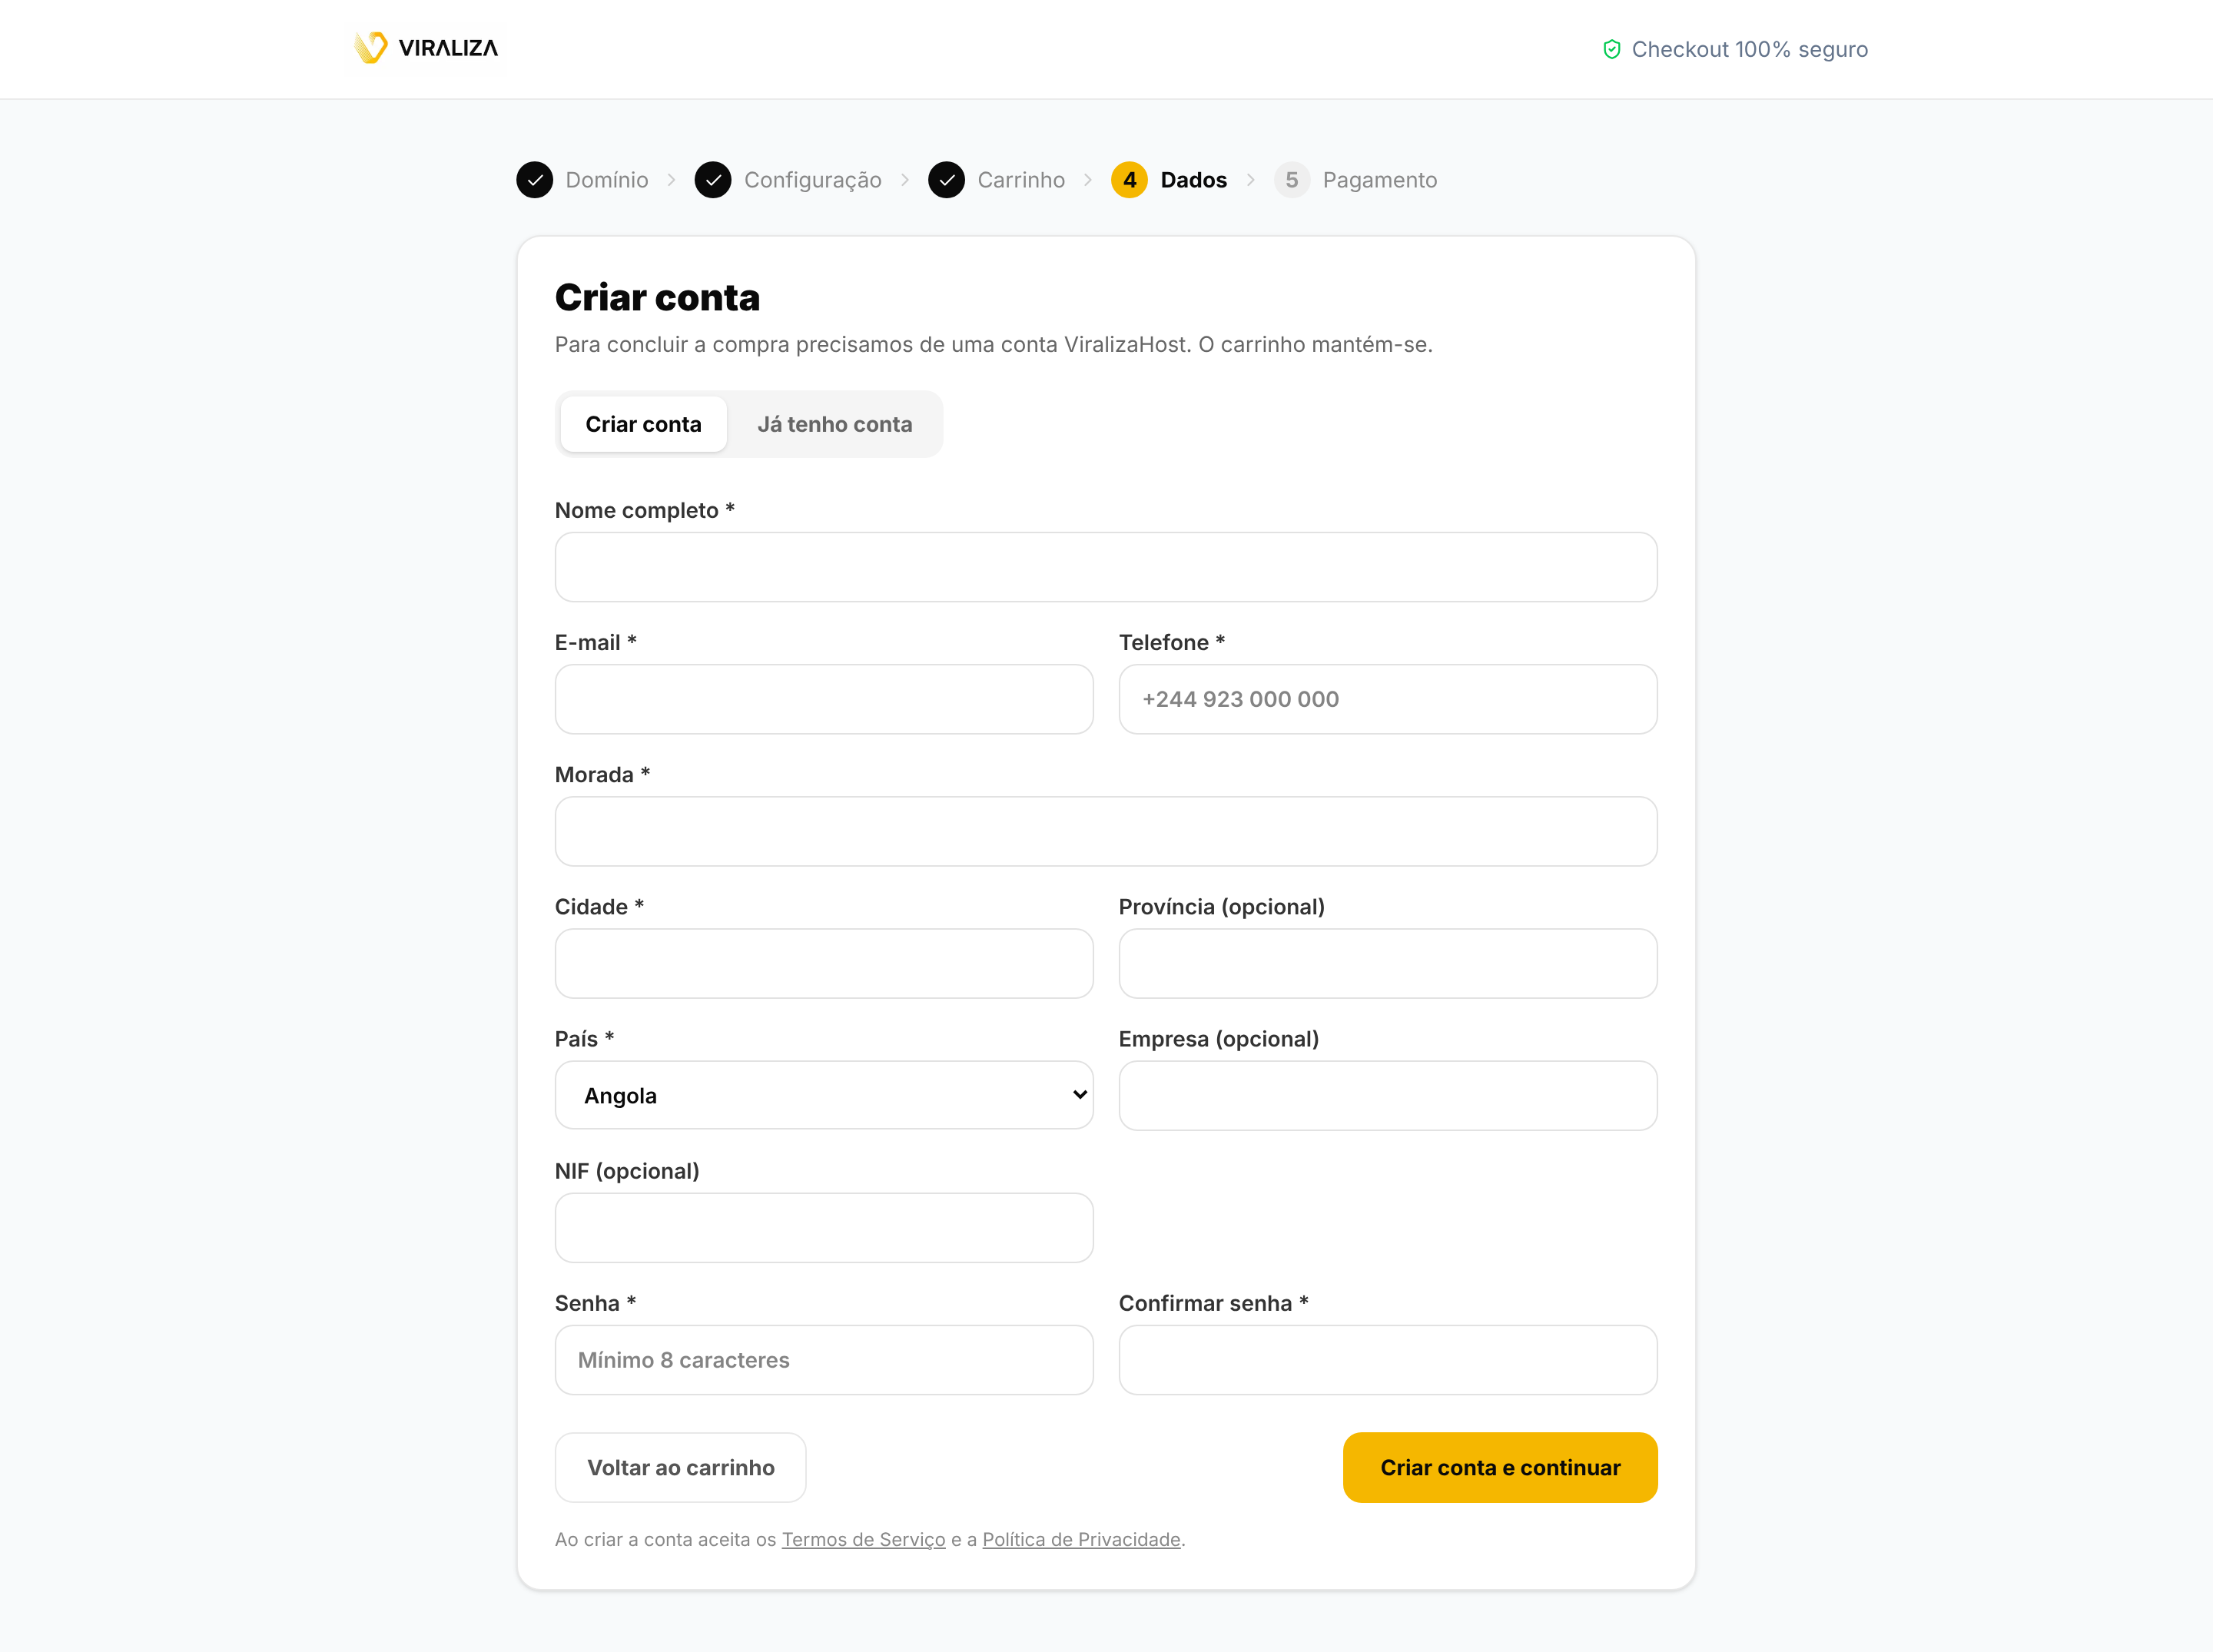 VIRALIZA
Checkout 100% seguro
Domínio
Configuração
Carrinho
4 Dados
5 Pagamento
Criar conta
Para concluir a compra precisamos de uma conta ViralizaHost. O carrinho mantém-se.
Criar conta
Já tenho conta
Nome completo *
E-mail *
Telefone *
+244 923 000 000
Morada *
Cidade *
Província (opcional)
País *
Angola
Empresa (opcional)
NIF (opcional)
Senha *
Mínimo 8 caracteres
Confirmar senha *
Voltar ao carrinho
Criar conta e continuar
Ao criar a conta aceita os Termos de Serviço e a Política de Privacidade.